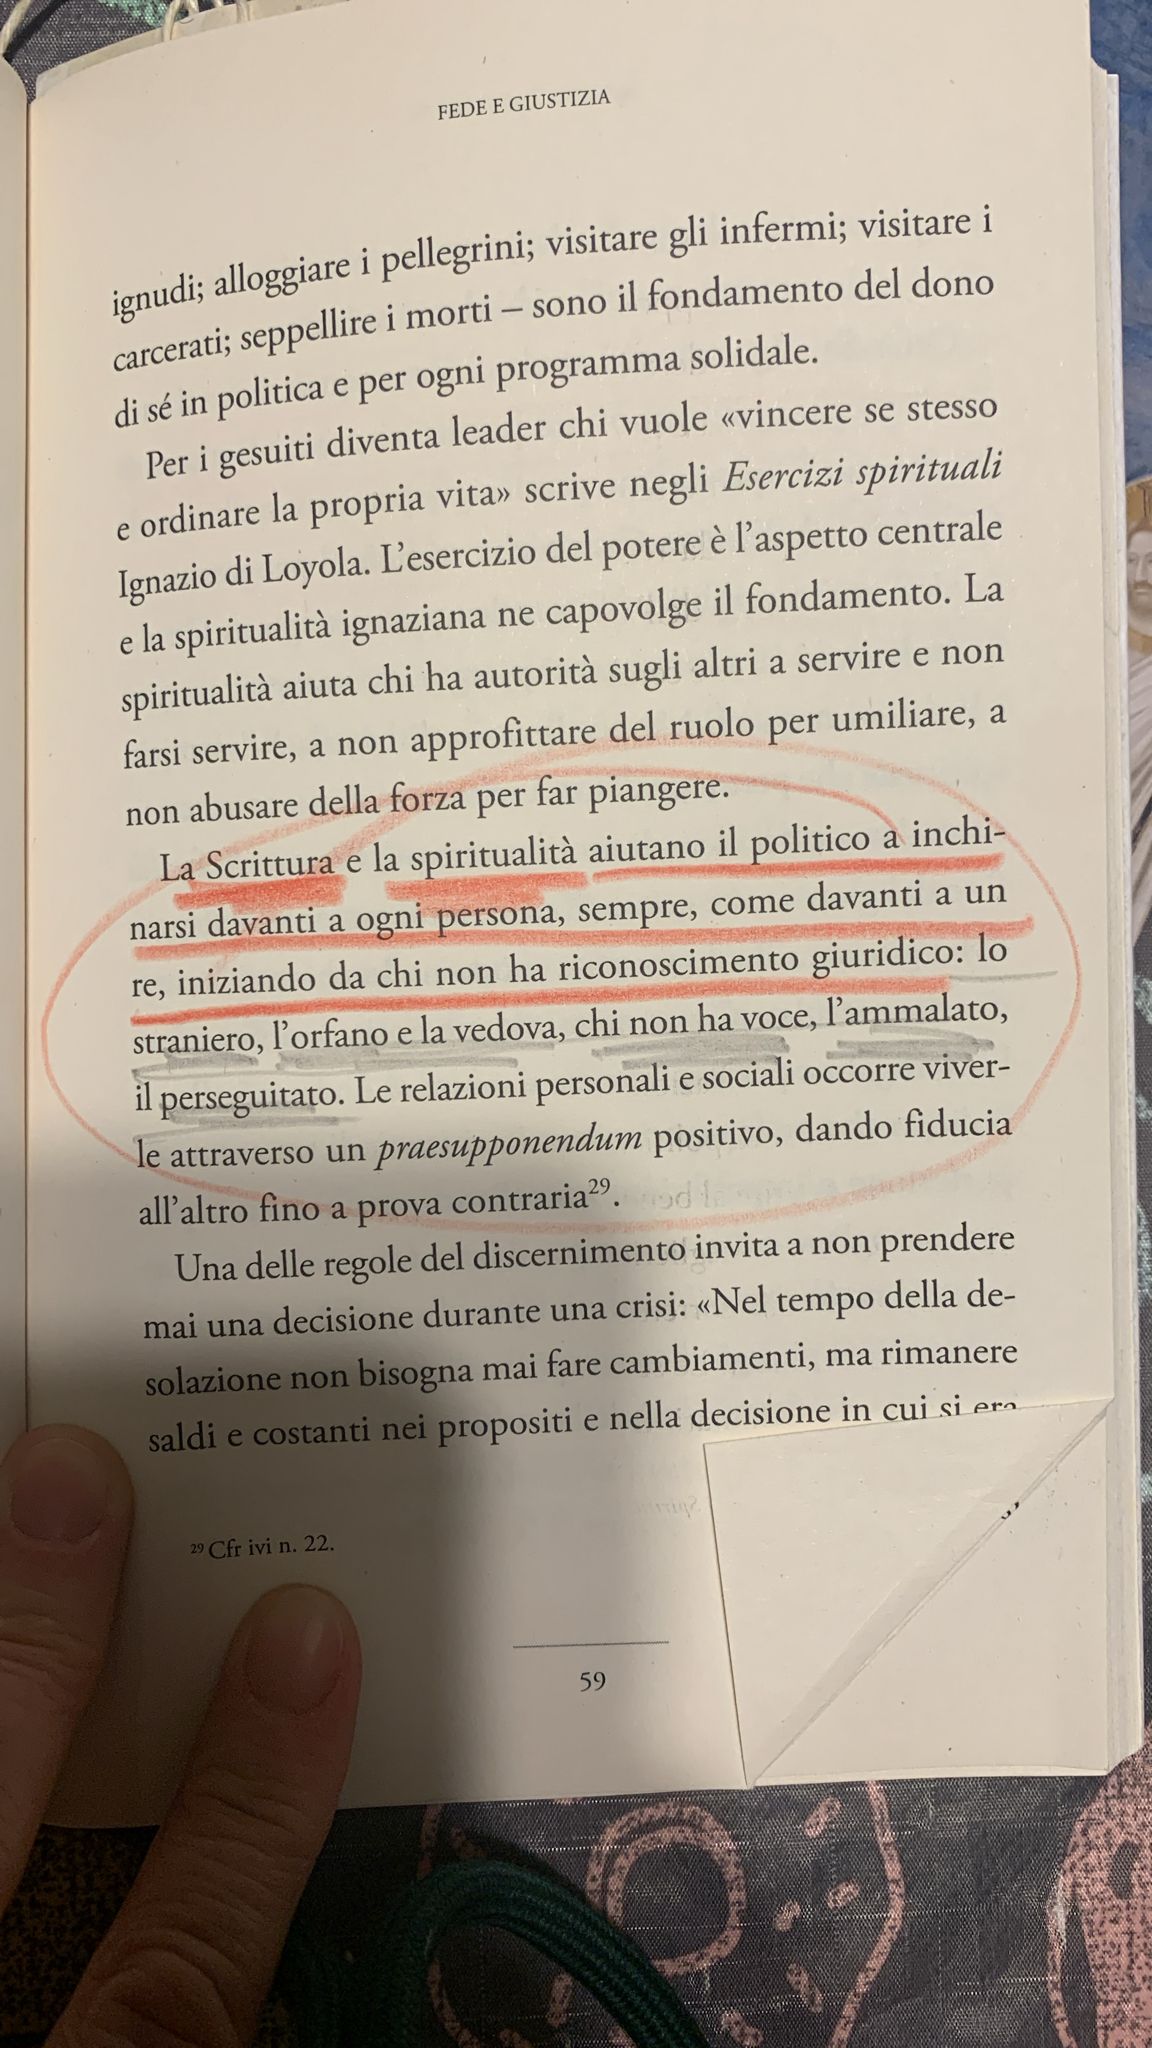 FEDE E GIUSTIZIA
ignudi; alloggiare i pellegrini; visitare gli infermi; visitare i
carcerati; seppellire i morti – sono il fondamento del dono
di sé in politica e per ogni programma solidale.
Per i gesuiti diventa leader chi vuole «vincere se stesso
e ordinare la propria vita» scrive negli Esercizi spirituali
Ignazio di Loyola. L'esercizio del potere è l'aspetto centrale
e la spiritualità ignaziana ne capovolge il fondamento. La
spiritualità aiuta chi ha autorità sugli altri a servire e non
farsi servire, a non approfittare del ruolo per umiliare, a
non abusare della forza per far piangere.
La Scrittura e la spiritualità aiutano il politico a inchi-
narsi davanti a ogni persona, sempre, come davanti a un
re, iniziando da chi non ha riconoscimento giuridico: lo
straniero, l'orfano e la vedova, chi non ha voce, l'ammalato,
il perseguitato. Le relazioni personali e sociali occorre viver-
le attraverso un praesupponendum positivo, dando fiducia
all'altro fino a prova contraria²⁹.
Una delle regole del discernimento invita a non prendere
mai una decisione durante una crisi: «Nel tempo della de-
solazione non bisogna mai fare cambiamenti, ma rimanere
saldi e costanti nei propositi e nella decisione in cui si era
²⁹ Cfr ivi n. 22.
59